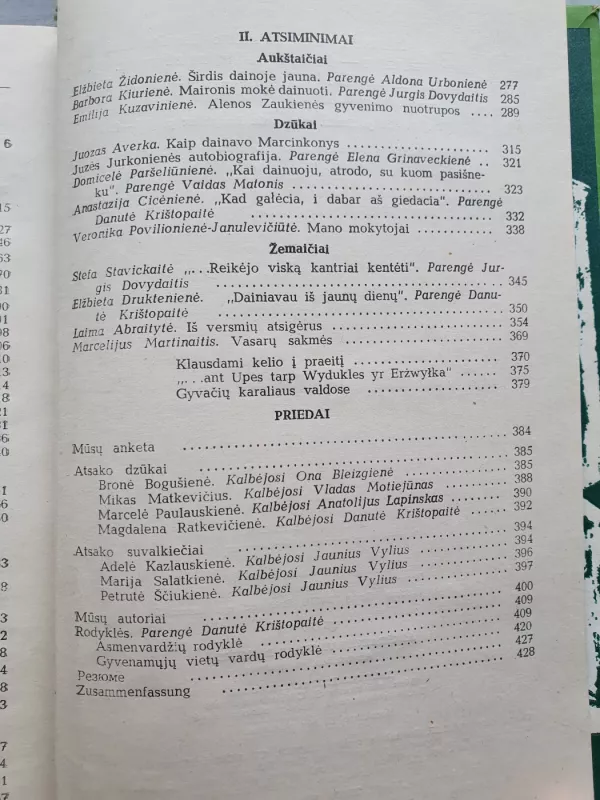 II. ATSIMINIMAI
Aukštaičiai
Elžbieta Židonienė. Širdis dainoje jauna. Parengė Aldona Urbonienė 277
Barbora Kiurienė. Maironis mokė dainuoti. Parengė Jurgis Dovydaitis 285
Emilija Kuzavinienė. Alenos Zaukienės gyvenimo nuotrupos .... 289
Dzūkai
Juozas Averka. Kaip dainavo Marcinkonys .................. 315
Juzės Jurkonienės autobiografija. Parengė Elena Grinaveckienė .. 321
Domicelė Paršeliūnienė. „Kai dainuoju, atrodo, su kuom pasišne-
ku". Parengė Valdas Matonis .................. 323
Anastazija Cicėnienė. „Kad galėcia, i dabar aš giedacia". Parengė
Danutė Krištopaitė .................. 332
Veronika Povilionienė-Janulevičiūtė. Mano mokytojai ............ 338
Žemaičiai
Stefa Stavickaitė „...Reikėjo viską kantriai kentėti". Parengė Jur-
gis Dovydaitis .................. 345
Elžbieta Druktenienė. „Dainiavau iš jaunų dienų". Parengė Danu-
tė Krištopaitė .................. 350
Laima Abraitytė. Iš versmių atsigėrus .................. 354
Marcelijus Martinaitis. Vasarų sakmės .................. 369
Klausdami kelio į praeitį .................. 370
„...ant Upes tarp Wydukles yr Eržwyłka" ...... 375
Gyvačių karaliaus valdose .................. 379
PRIEDAI
Mūsų anketa .................. 384
Atsako dzūkai .................. 385
Bronė Bogušienė. Kalbėjosi Ona Bleizgienė ...... 385
Mikas Matkevičius. Kalbėjosi Vladas Motiejūnas ...... 388
Marcelė Paulauskienė. Kalbėjosi Anatolijus Lapinskas .... 390
Magdalena Ratkevičienė. Kalbėjosi Danutė Krištopaitė .... 392
Atsako suvalkiečiai .................. 394
Adelė Kazlauskienė. Kalbėjosi Jaunius Vylius ...... 394
Marija Salatkienė. Kalbėjosi Jaunius Vylius ...... 396
Petrutė Ščiukienė. Kalbėjosi Jaunius Vylius ...... 397
Mūsų autoriai .................. 400
Rodyklės. Parengė Danutė Krištopaitė .................. 409
Asmenvardžių rodyklė .................. 409
Gyvenamųjų vietų vardų rodyklė .................. 420
Резюме .................. 427
Zusammenfassung .................. 428